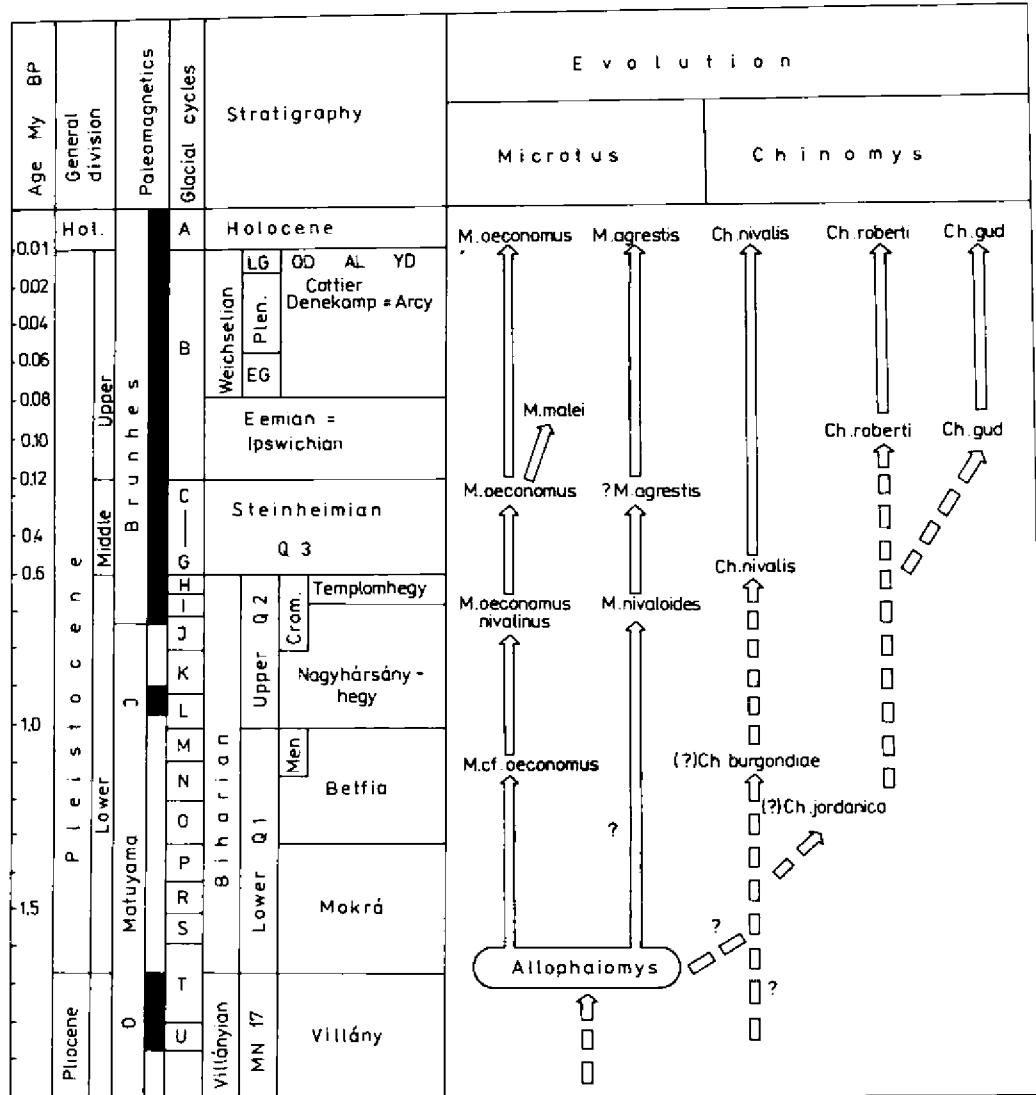 Age My BP
General division
Paleomagnetics
Glacial cycles
Stratigraphy
Evolution
Microtus
Chinomys
Hol.
A
Holocene
M.oeconomus
M.agrestis
Ch.nivalis
Ch.roberti
Ch.gud
0.01
0.02
0.04
0.06
0.08
0.10
0.12
0.4
0.6
1.0
1.5
Pleistocene
Pliocene
Upper
Middle
Lower
Brunhes
Matuyama
J
O
B
C
G
H
I
J
K
L
M
N
O
P
R
S
T
U
Weichselian
LG
Plen.
EG
OD AL YD
Cottier
Denekamp = Arcy
Eemian =
Ipswichian
Steinheimian
Q 3
Biharian
Villányian
Upper Q 2
Lower Q 1
MN 17
Crom.
Men
Templomhegy
Nagyhársány -
hegy
Betfia
Mokrá
Villány
M.malei
Ch.roberti
Ch.gud
M.oeconomus
?M.agrestis
Ch.nivalis
M.oeconomus
nivalinus
M.nivaloides
M.cf.oeconomus
(?)Ch burgondiae
(?)Ch.jordanica
?
?
Allophaiomys
?